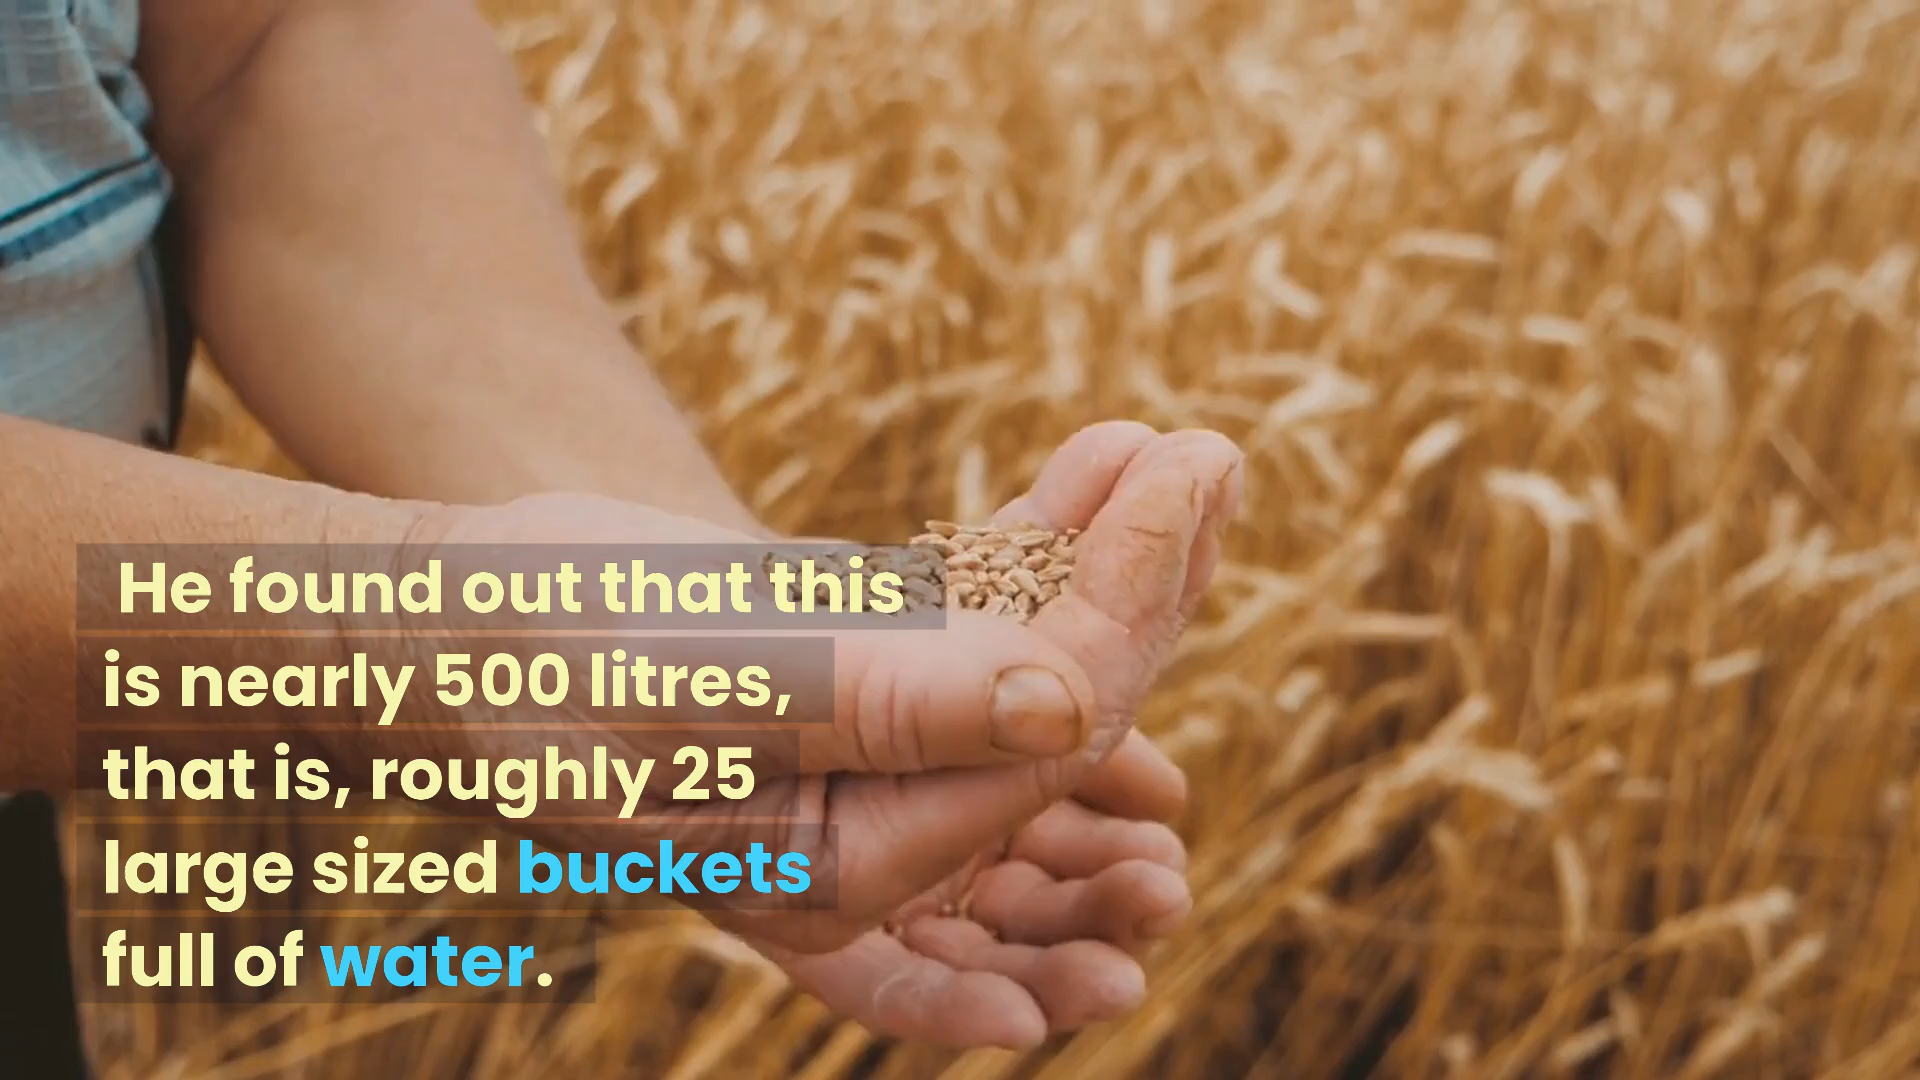 He found out that this
is nearly 500 litres,
that is, roughly 25
large sized buckets
full of water.